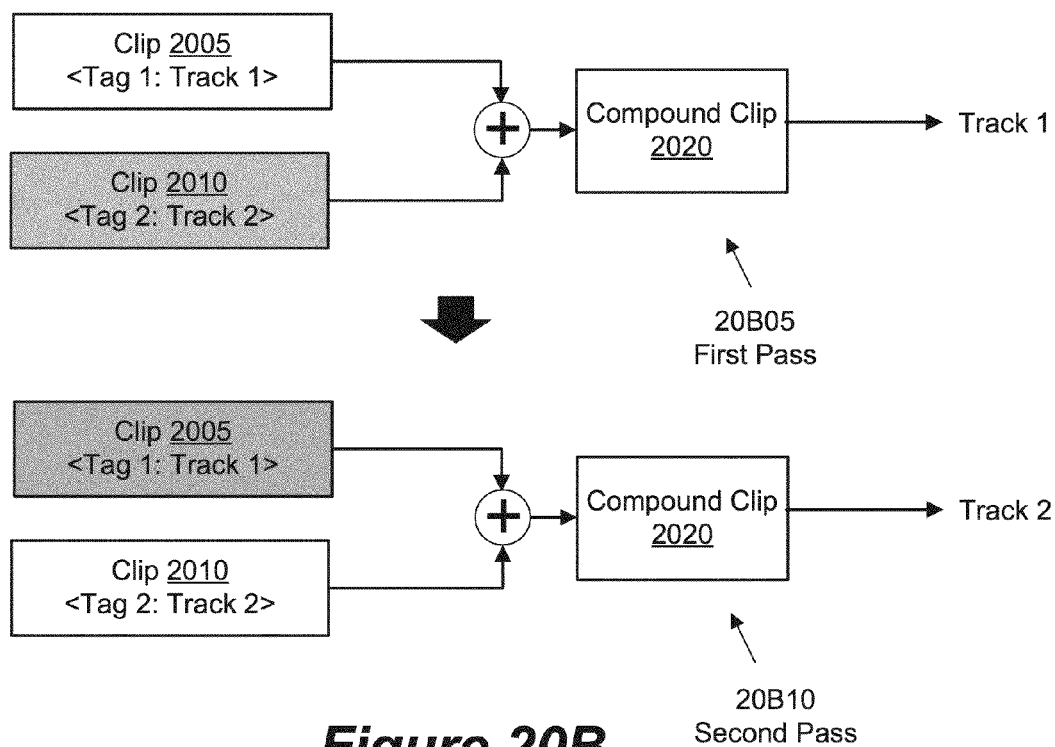 Clip 2005
<Tag 1: Track 1>
Clip 2010
<Tag 2: Track 2>
+
Compound Clip
2020
Track 1
20B05
First Pass
Clip 2005
<Tag 1: Track 1>
Clip 2010
<Tag 2: Track 2>
+
Compound Clip
2020
Track 2
20B10
Second Pass
Figure 20B